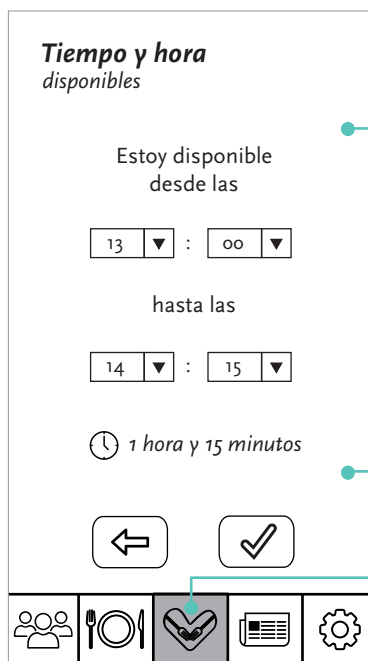 Tiempo y hora
disponibles
Estoy disponible
desde las
13 : 00
hasta las
14 : 15
1 hora y 15 minutos